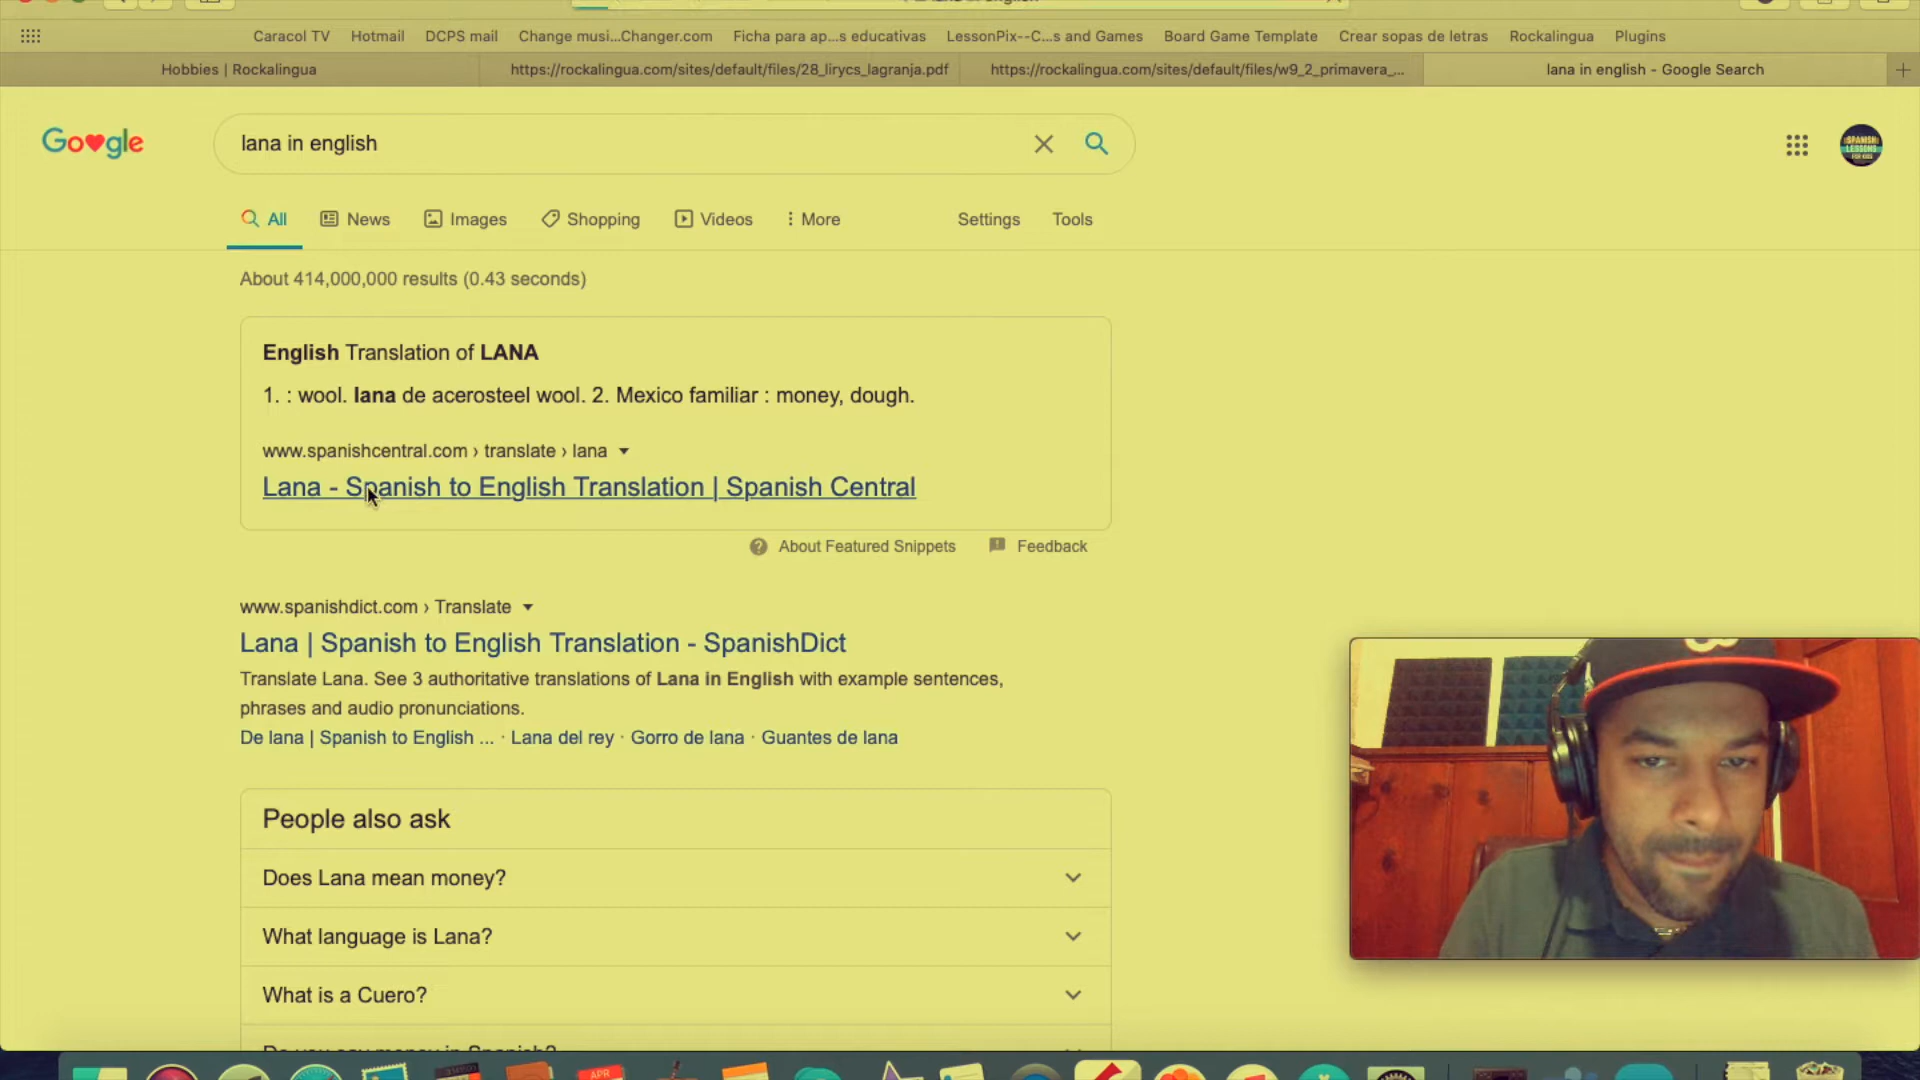 Caracol TV Hotmail DCPS mail Change musi...Changer.com Ficha para ap...s educativas LessonPix--C...s and Games Board Game Template Crear sopas de letras Rockalingua Plugins
Hobbies | Rockalingua https://rockalingua.com/sites/default/files/28_lirycs_lagranja.pdf https://rockalingua.com/sites/default/files/w9_2_primavera_... lana in english - Google Search
Google lana in english
SPANISH
LESSONS
FOR KIDS
All News Images Shopping Videos More Settings Tools
About 414,000,000 results (0.43 seconds)
English Translation of LANA
1. : wool. lana de acerosteel wool. 2. Mexico familiar : money, dough.
www.spanishcentral.com › translate › lana
Lana - Spanish to English Translation | Spanish Central
About Featured Snippets Feedback
www.spanishdict.com › Translate
Lana | Spanish to English Translation - SpanishDict
Translate Lana. See 3 authoritative translations of Lana in English with example sentences,
phrases and audio pronunciations.
De lana | Spanish to English ... · Lana del rey · Gorro de lana · Guantes de lana
People also ask
Does Lana mean money?
What language is Lana?
What is a Cuero?
APR